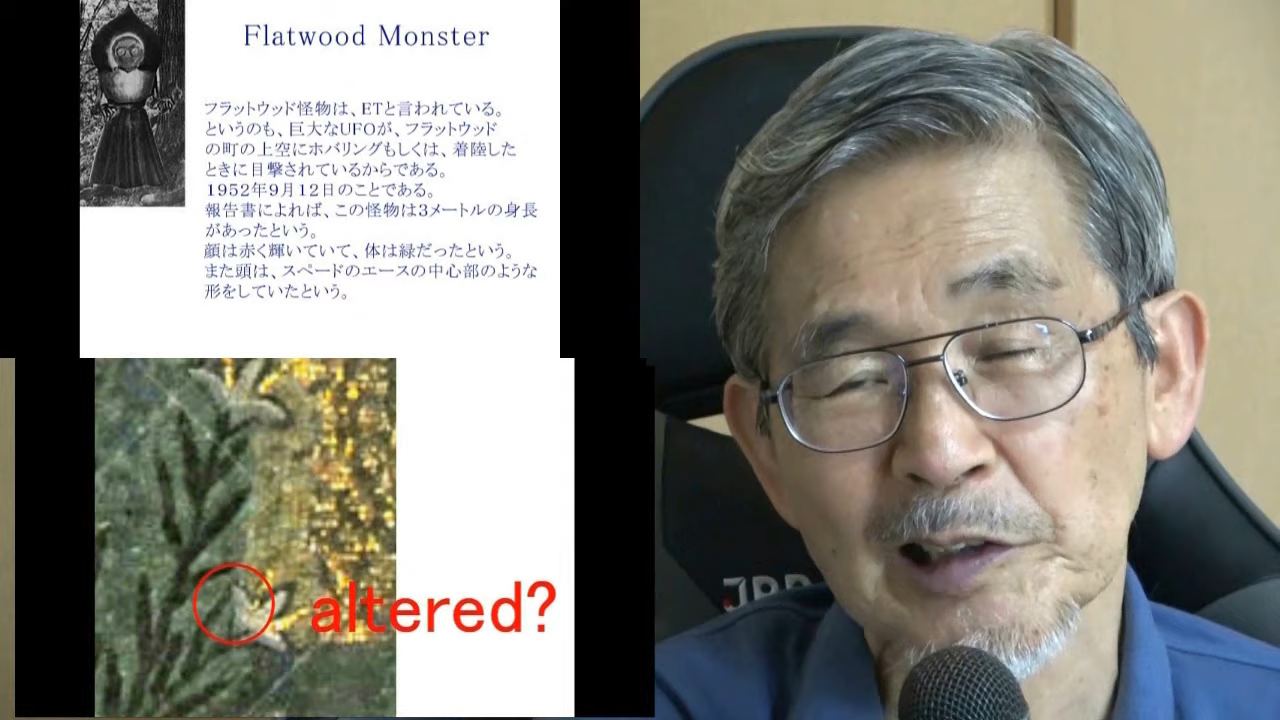 Flatwood Monster
フラットウッド怪物は、ETと言われている。
というのも、巨大なUFOが、フラットウッド
の町の上空にホバリングもしくは、着陸した
ときに目撃されているからである。
1952年9月12日のことである。
報告書によれば、この怪物は3メートルの身長
があったという。
顔は赤く輝いていて、体は緑だったという。
また頭は、スペードのエースの中心部のような
形をしていたという。
altered?